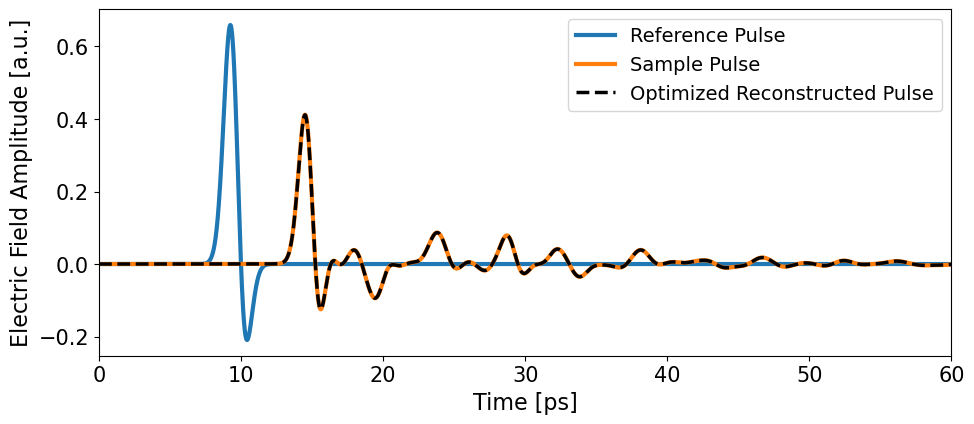 Electric Field Amplitude [a.u.]
0.6
0.4
0.2
0.0
−0.2
Reference Pulse
Sample Pulse
Optimized Reconstructed Pulse
0 10 20 30 40 50 60
Time [ps]